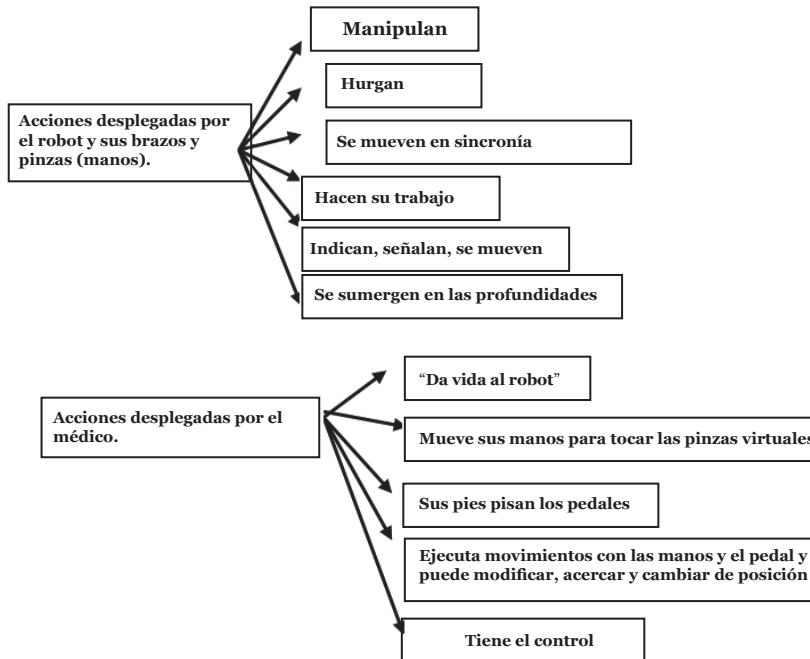 Manipulan
Hurgan
Acciones desplegadas por
el robot y sus brazos y
pinzas (manos).
Se mueven en sincronía
Hacen su trabajo
Indican, señalan, se mueven
Se sumergen en las profundidades
“Da vida al robot”
Acciones desplegadas por el
médico.
Mueve sus manos para tocar las pinzas virtuales
Sus pies pisan los pedales
Ejecuta movimientos con las manos y el pedal y
puede modificar, acercar y cambiar de posición
Tiene el control